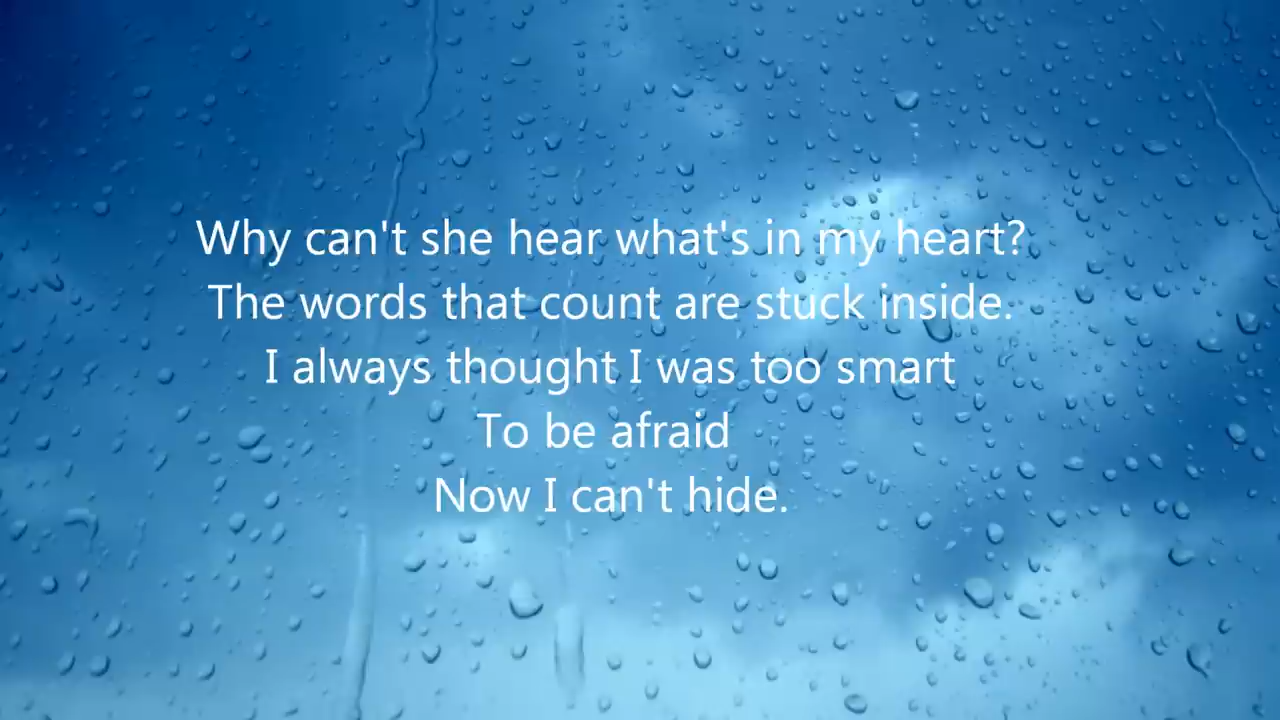 Why can't she hear what's in my heart?
The words that count are stuck inside.
I always thought I was too smart
To be afraid
Now I can't hide.